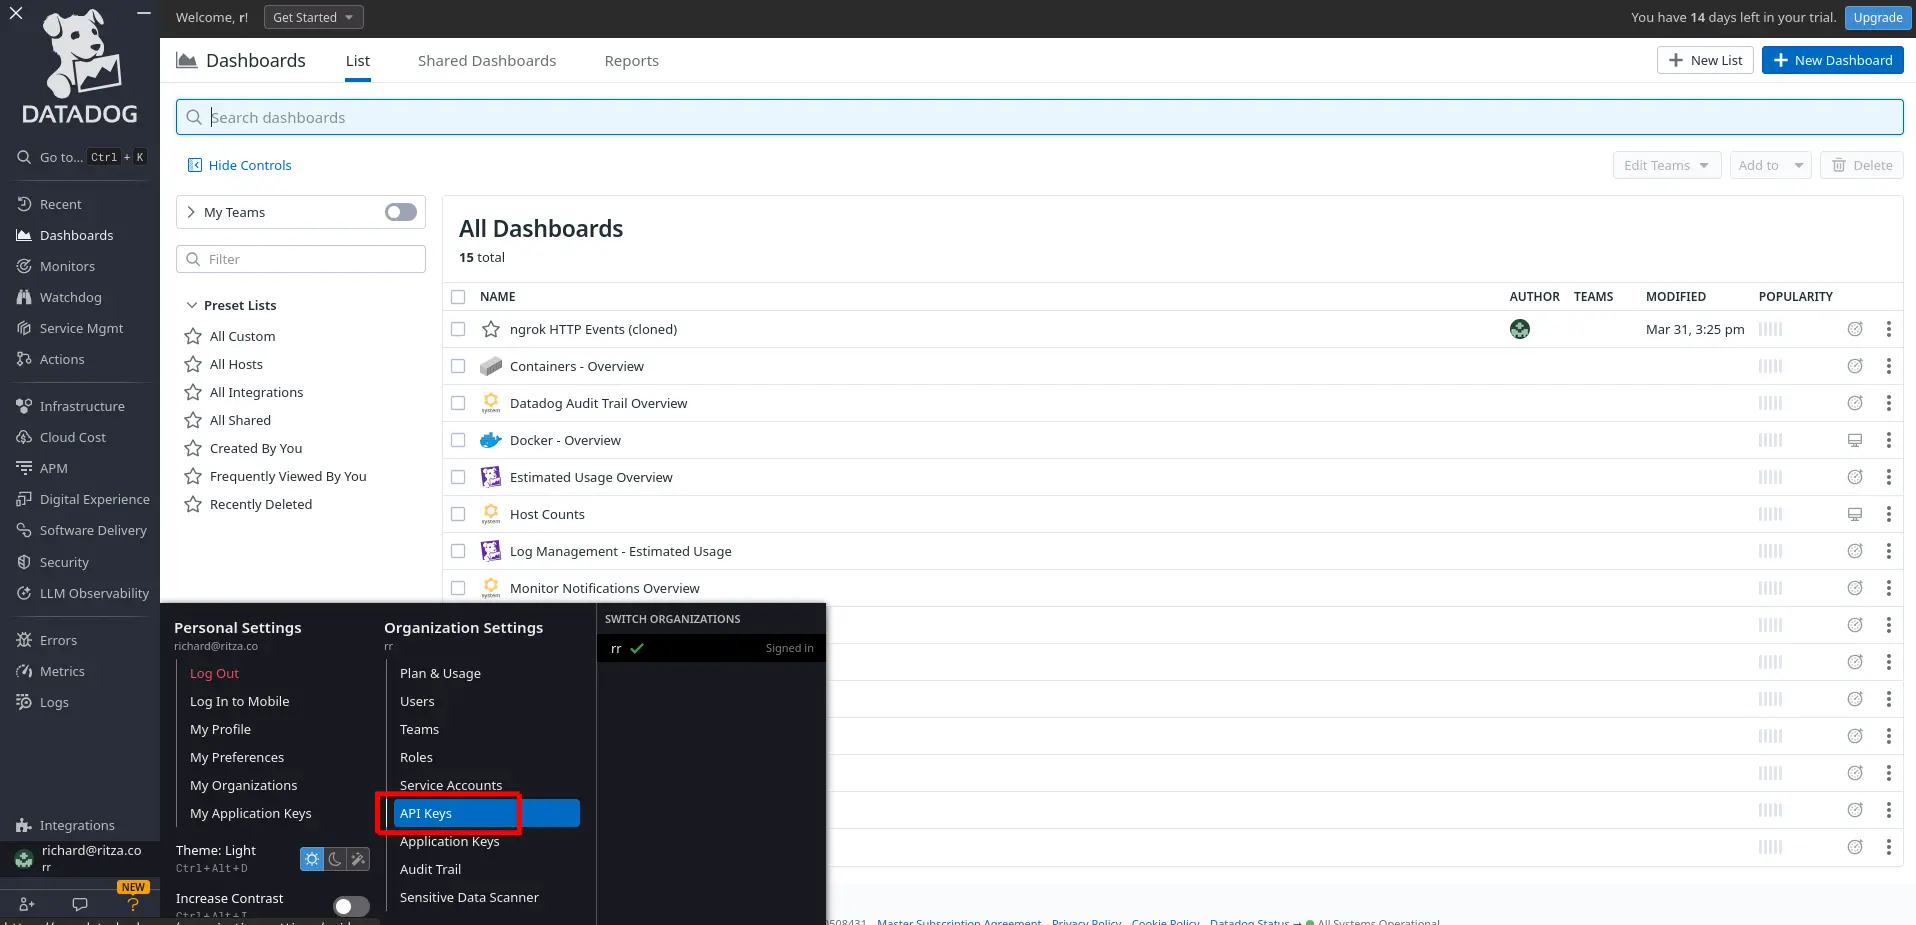 Welcome, r!
Get Started
You have 14 days left in your trial.
Upgrade
DATADOG
Go to... Ctrl + K
Recent
Dashboards
Monitors
Watchdog
Service Mgmt
Actions
Infrastructure
Cloud Cost
APM
Digital Experience
Software Delivery
Security
LLM Observability
Errors
Metrics
Logs
Integrations
richard@ritza.co
rr
NEW
Dashboards
List
Shared Dashboards
Reports
New List
New Dashboard
Search dashboards
Hide Controls
Edit Teams
Add to
Delete
My Teams
Filter
Preset Lists
All Custom
All Hosts
All Integrations
All Shared
Created By You
Frequently Viewed By You
Recently Deleted
All Dashboards
15 total
NAME AUTHOR TEAMS MODIFIED POPULARITY
ngrok HTTP Events (cloned) Mar 31, 3:25 pm
Containers - Overview
system Datadog Audit Trail Overview
Docker - Overview
Estimated Usage Overview
system Host Counts
Log Management - Estimated Usage
system Monitor Notifications Overview
Personal Settings
richard@ritza.co
Log Out
Log In to Mobile
My Profile
My Preferences
My Organizations
My Application Keys
Theme: Light
Ctrl+Alt+D
Increase Contrast
Ctrl+Alt+I
Organization Settings
rr
Plan & Usage
Users
Teams
Roles
Service Accounts
API Keys
Application Keys
Audit Trail
Sensitive Data Scanner
SWITCH ORGANIZATIONS
rr Signed in
Master Subscription Agreement Privacy Policy Cookie Policy Datadog Status → All Systems Operational